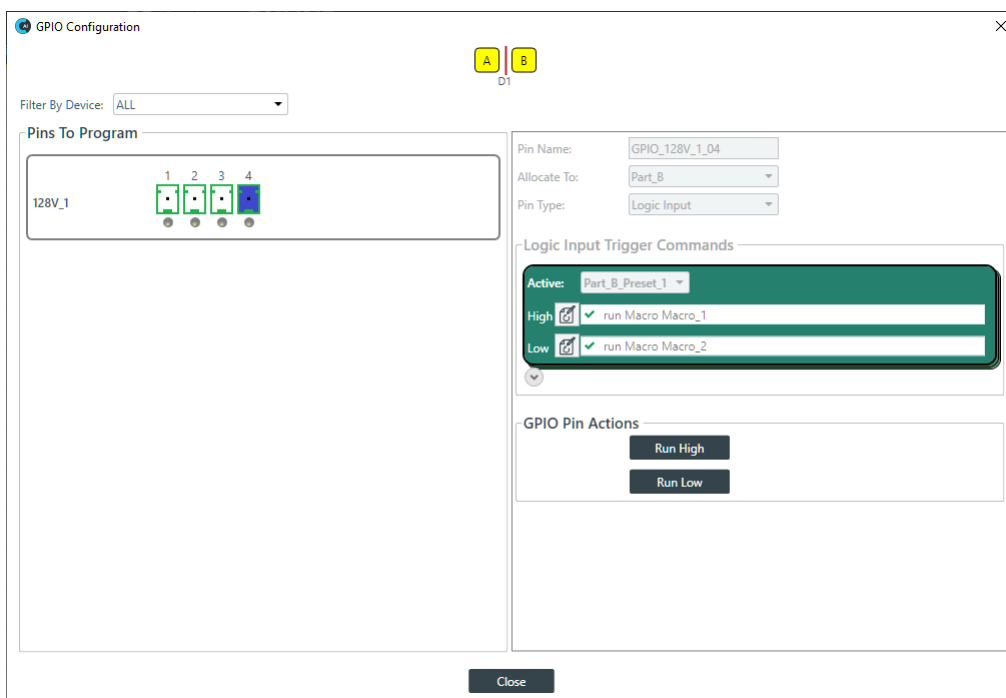 GPIO Configuration
A B
D1
Filter By Device: ALL
Pins To Program
1 2 3 4
128V_1
Pin Name: GPIO_128V_1_04
Allocate To: Part_B
Pin Type: Logic Input
Logic Input Trigger Commands
Active: Part_B_Preset_1
High run Macro Macro_1
Low run Macro Macro_2
GPIO Pin Actions
Run High
Run Low
Close